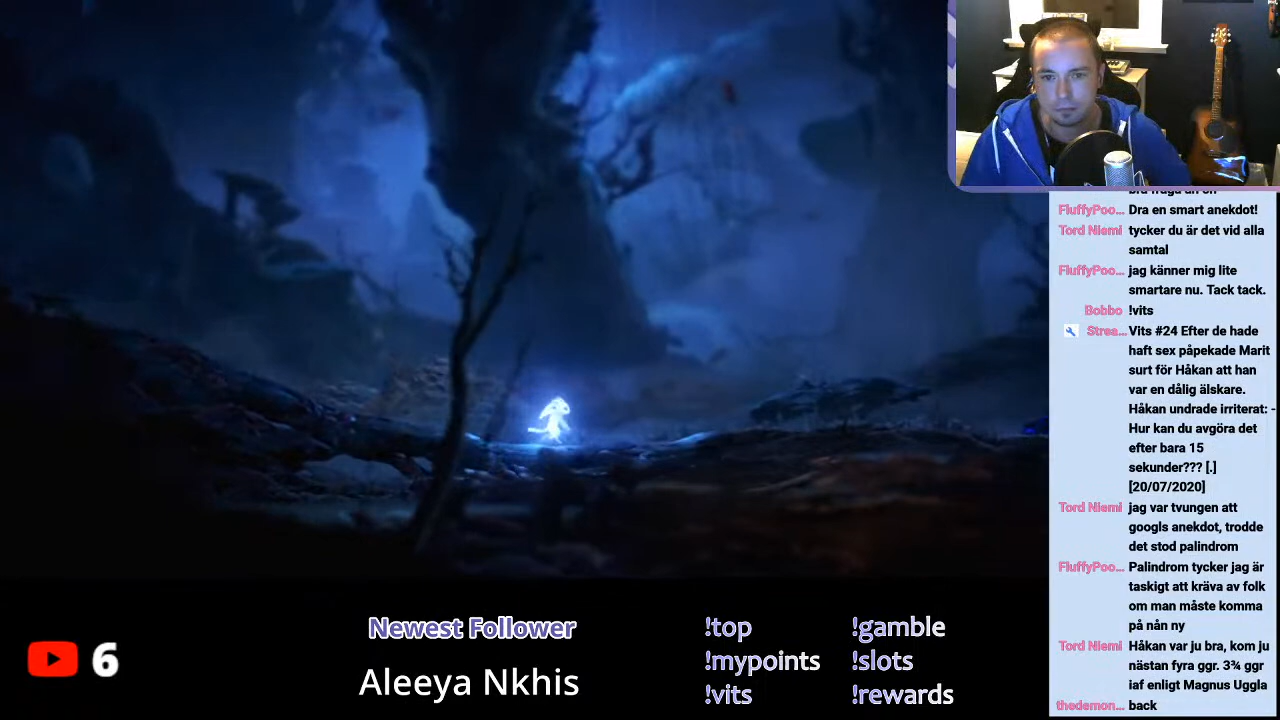 FluffyPoo... Dra en smart anekdot!
Tord Niemi tycker du är det vid alla
samtal
FluffyPoo... jag känner mig lite
smartare nu. Tack tack.
Bobbo !vits
Strea... Vits #24 Efter de hade
haft sex påpekade Marit
surt för Håkan att han
var en dålig älskare.
Håkan undrade irriterat: -
Hur kan du avgöra det
efter bara 15
sekunder??? [.]
[20/07/2020]
Tord Niemi jag var tvungen att
googls anekdot, trodde
det stod palindrom
FluffyPoo... Palindrom tycker jag är
taskigt att kräva av folk
om man måste komma
på nån ny
Tord Niemi Håkan var ju bra, kom ju
nästan fyra ggr. 3¾ ggr
iaf enligt Magnus Uggla
thedemon... back
6
Newest Follower
Aleeya Nkhis
!top
!mypoints
!vits
!gamble
!slots
!rewards